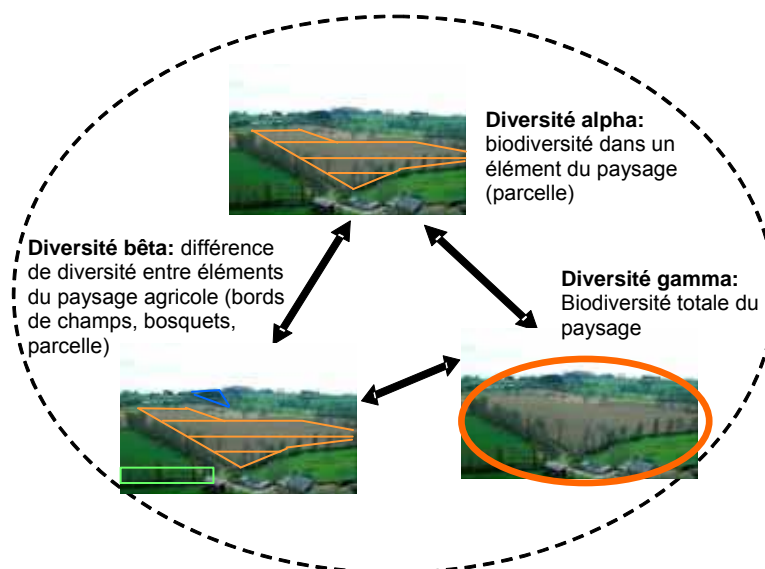 Diversité alpha:
biodiversité dans un
élément du paysage
(parcelle)
Diversité bêta: différence
de diversité entre éléments
du paysage agricole (bords
de champs, bosquets,
parcelle)
Diversité gamma:
Biodiversité totale du
paysage